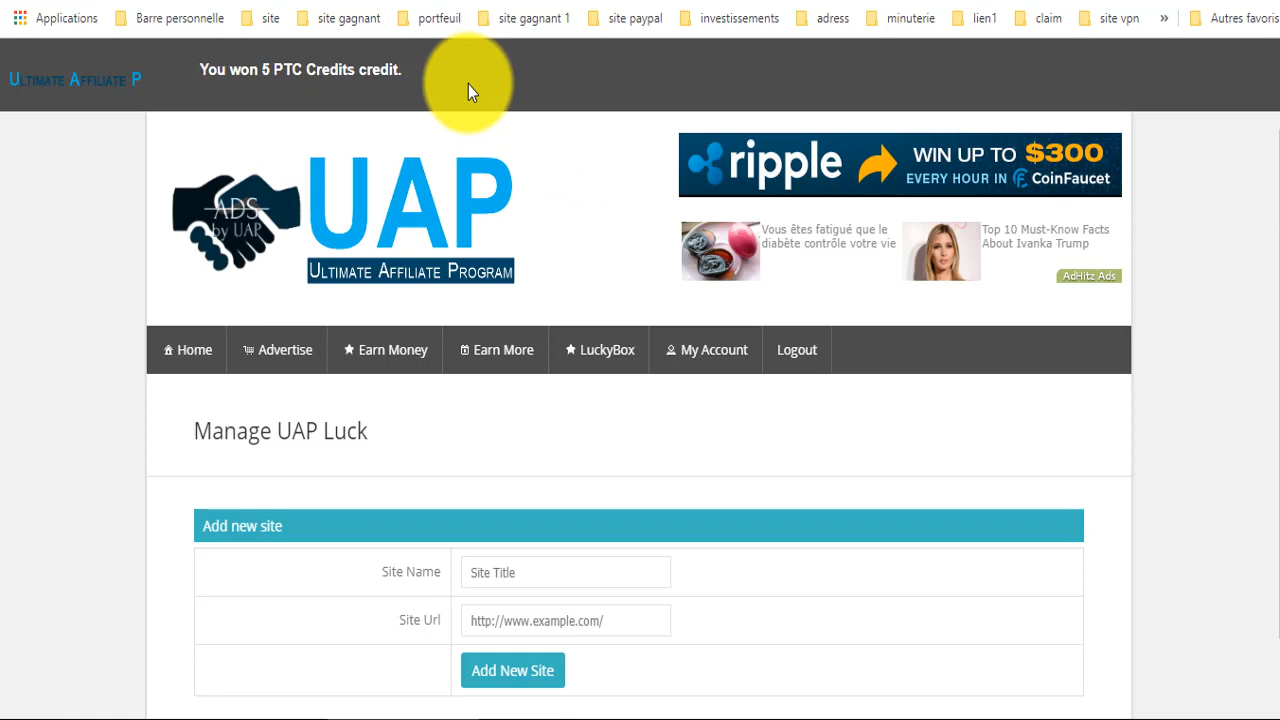 Applications Barre personnelle site site gagnant portfeuil site gagnant 1 site paypal investissements adress minuterie lien1 claim site vpn » Autres favoris
ULTIMATE AFFILIATE P
You won 5 PTC Credits credit.
ADS
by UAP
UAP
ULTIMATE AFFILIATE PROGRAM
ripple
WIN UP TO $300
EVERY HOUR IN CoinFaucet
Vous êtes fatigué que le
diabète contrôle votre vie
Top 10 Must-Know Facts
About Ivanka Trump
AdHitz Ads
Home Advertise Earn Money Earn More LuckyBox My Account Logout
Manage UAP Luck
Add new site
Site Name Site Title
Site Url http://www.example.com/
Add New Site